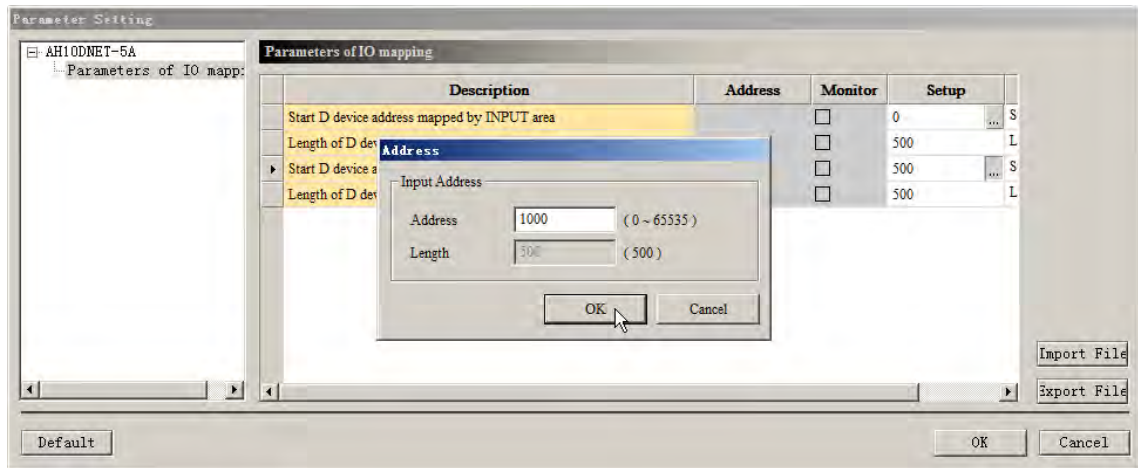 Parameter Setting
AH10DNET-5A
Parameters of IO mapp:
Parameters of IO mapping
Description Address Monitor Setup
Start D device address mapped by INPUT area 0 ... S
Length of D dev 500 L
Start D device a 500 ... S
Length of D dev 500 L
Address
Input Address
Address 1000 ( 0 ~ 65535 )
Length 500 ( 500 )
OK Cancel
Import File
Export File
Default OK Cancel